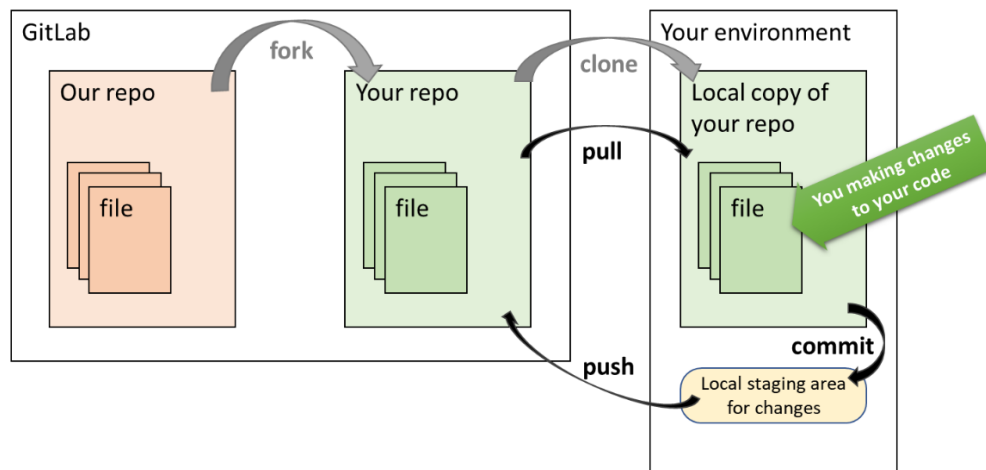 GitLab
fork
Our repo
file
Your repo
file
clone
pull
push
Your environment
Local copy of
your repo
file
You making changes
to your code
commit
Local staging area
for changes